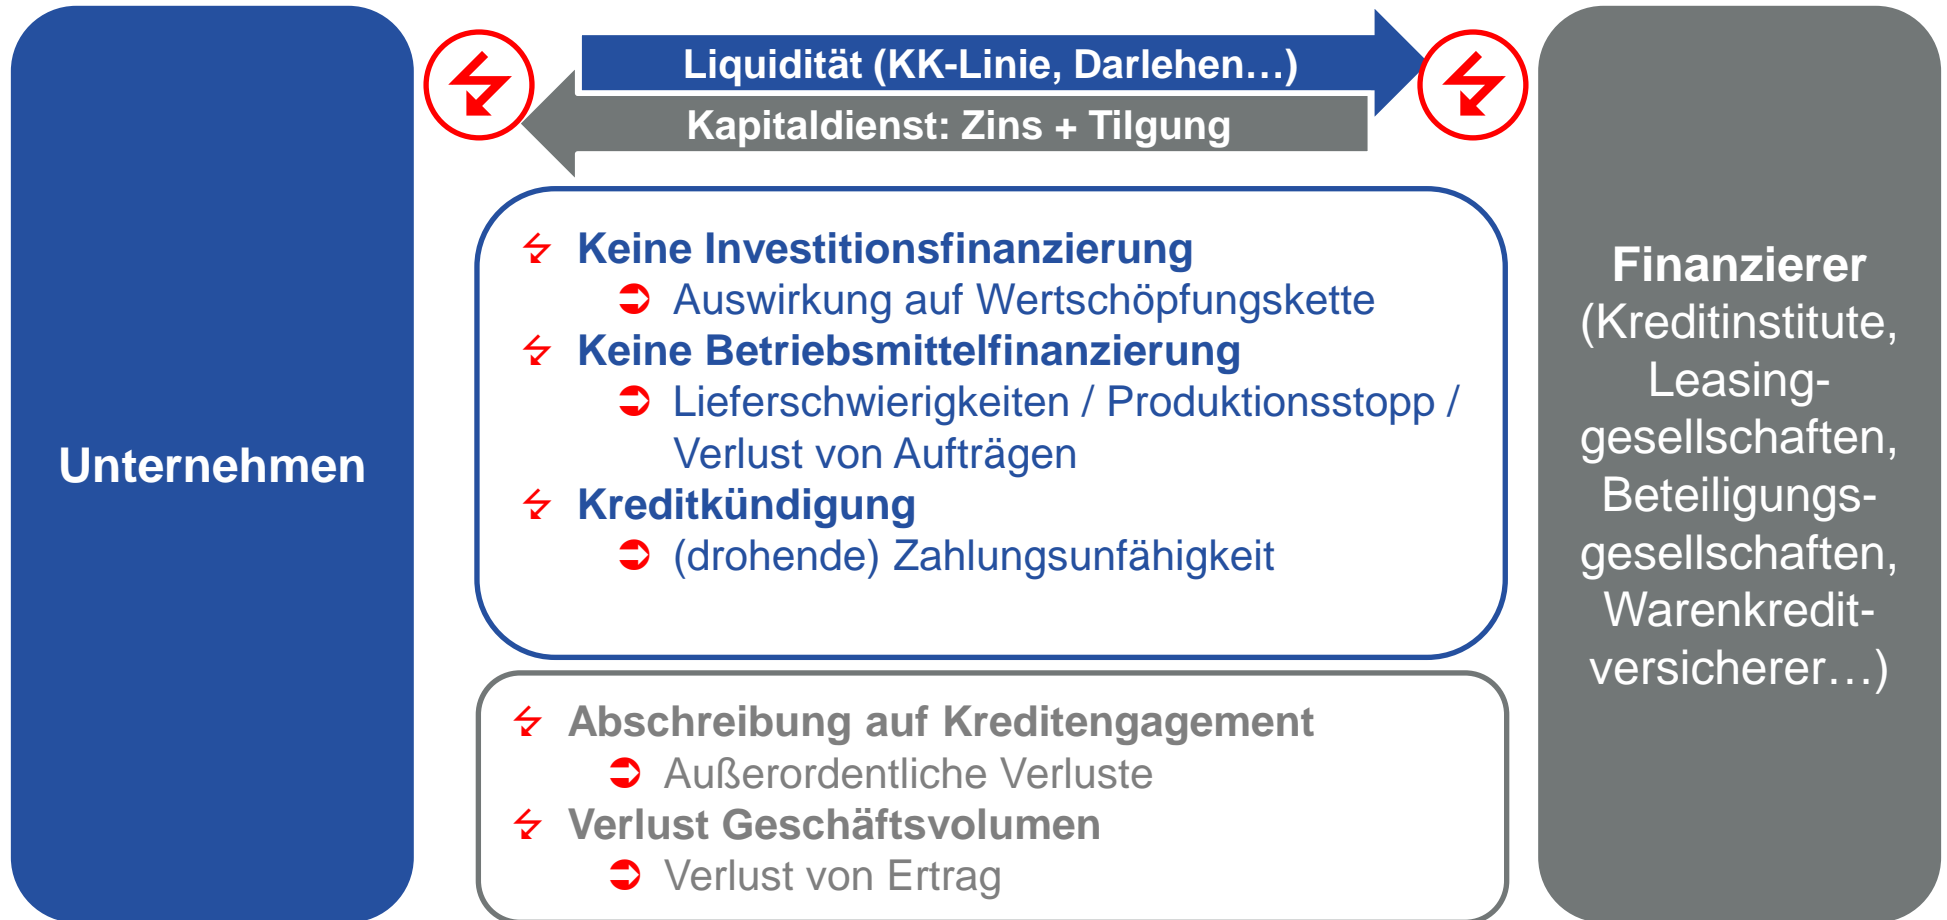 Unternehmen
Liquidität (KK-Linie, Darlehen…)
Kapitaldienst: Zins + Tilgung
Keine Investitionsfinanzierung
Auswirkung auf Wertschöpfungskette
Keine Betriebsmittelfinanzierung
Lieferschwierigkeiten / Produktionsstopp /
Verlust von Aufträgen
Kreditkündigung
(drohende) Zahlungsunfähigkeit
Abschreibung auf Kreditengagement
Außerordentliche Verluste
Verlust Geschäftsvolumen
Verlust von Ertrag
Finanzierer
(Kreditinstitute,
Leasing-
gesellschaften,
Beteiligungs-
gesellschaften,
Warenkredit-
versicherer…)